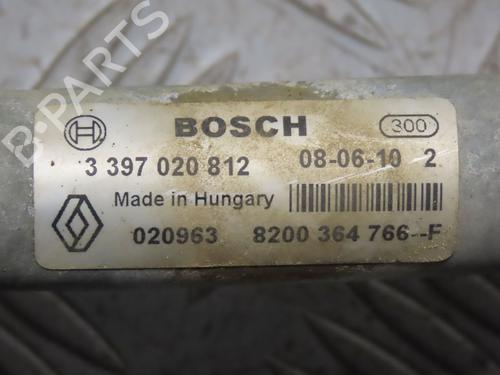 B-PARTS
BOSCH 300
3 397 020 812 08-06-10 2
Made in Hungary
020963 8200 364 766--F